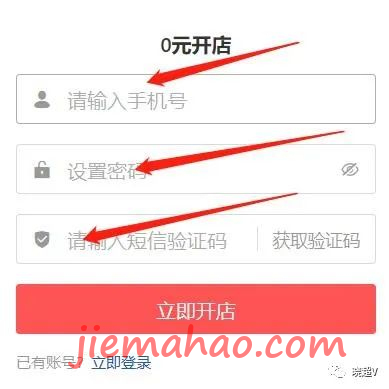 0元开店
请输入手机号
设置密码
请输入短信验证码 获取验证码
立即开店
jiemahao.com
已有账号? 立即登录
晓超V